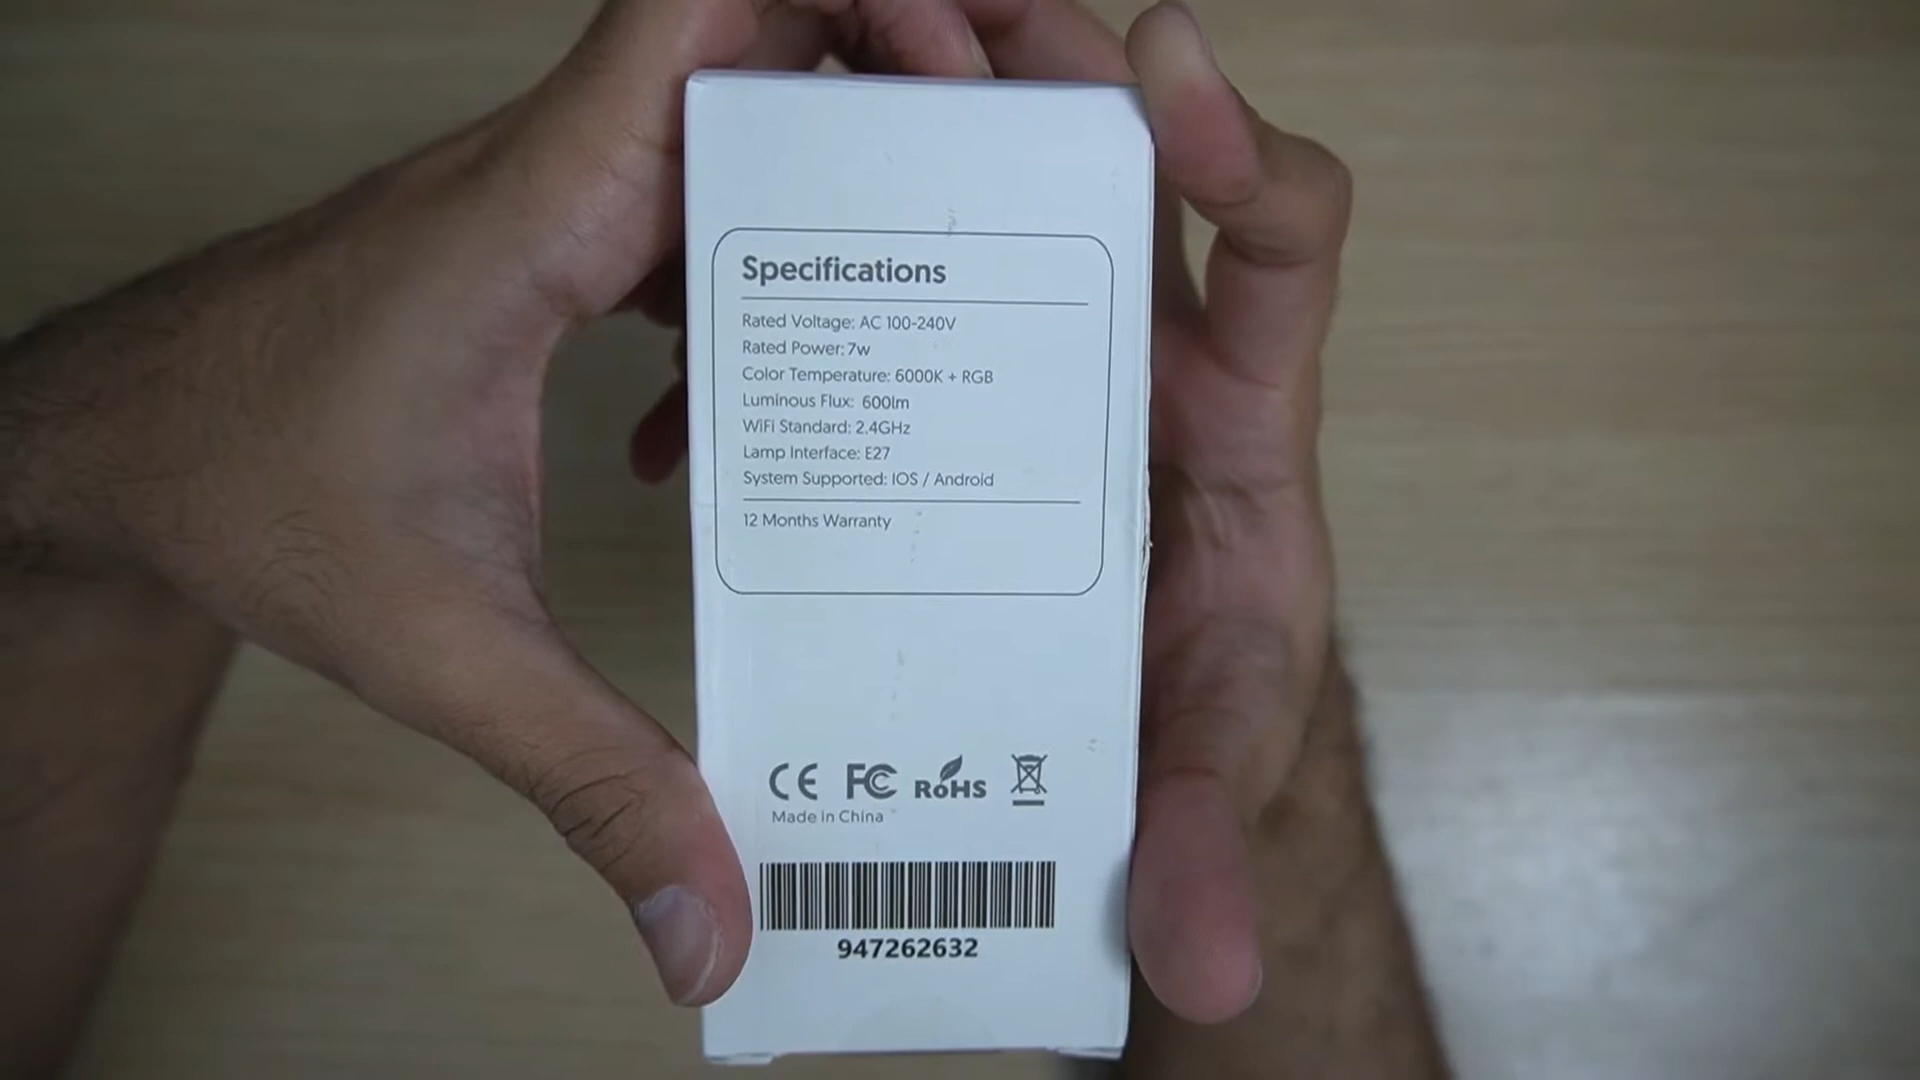 Specifications
Rated Voltage: AC 100-240V
Rated Power: 7w
Color Temperature: 6000K + RGB
Luminous Flux: 600lm
WiFi Standard: 2.4GHz
Lamp Interface: E27
System Supported: IOS / Android
12 Months Warranty
CE FC RoHS
Made in China
947262632